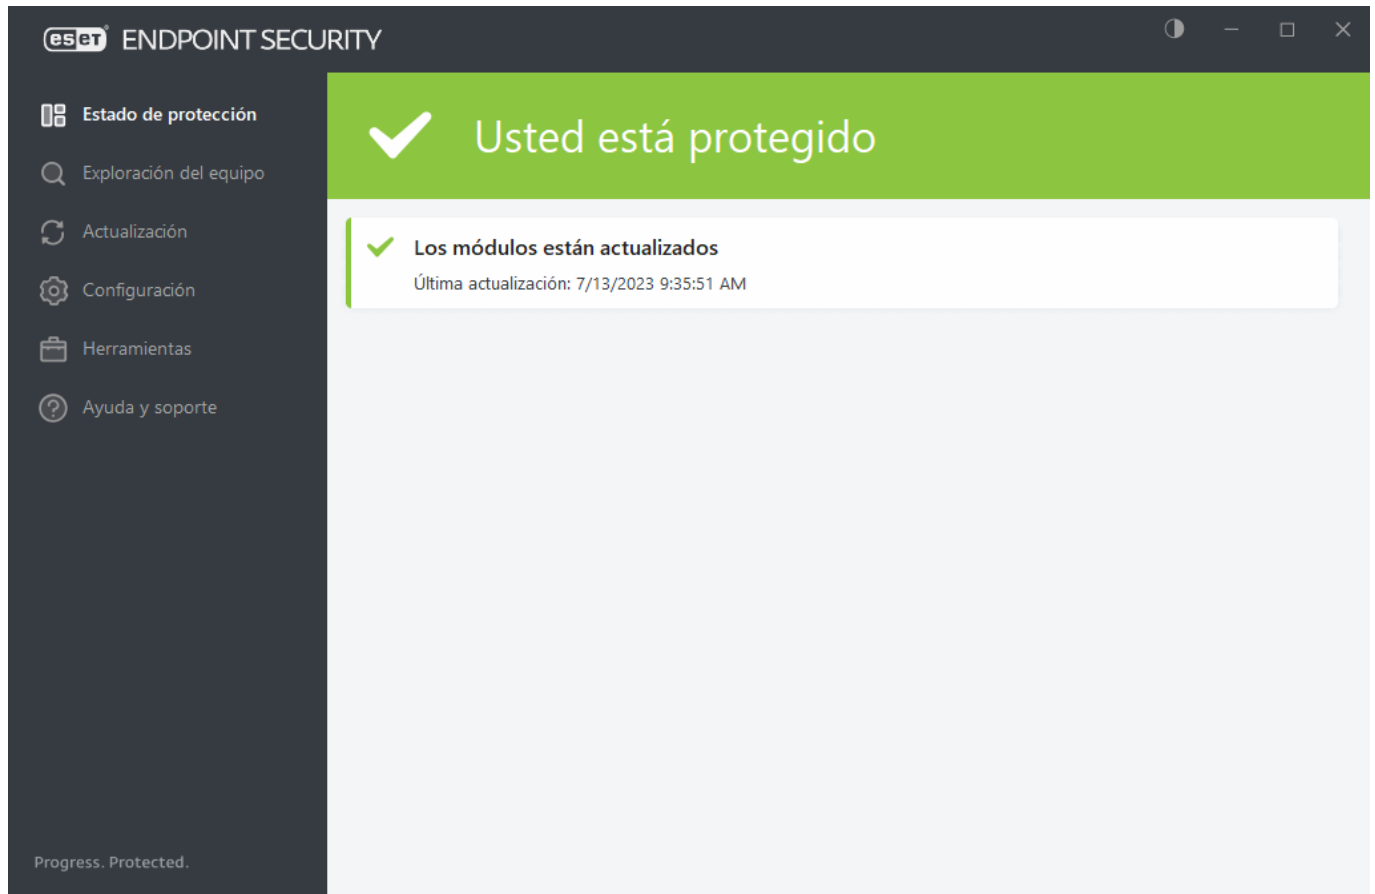 eset ENDPOINT SECURITY
Estado de protección
Exploración del equipo
Actualización
Configuración
Herramientas
Ayuda y soporte
Progress. Protected.
Usted está protegido
Los módulos están actualizados
Última actualización: 7/13/2023 9:35:51 AM